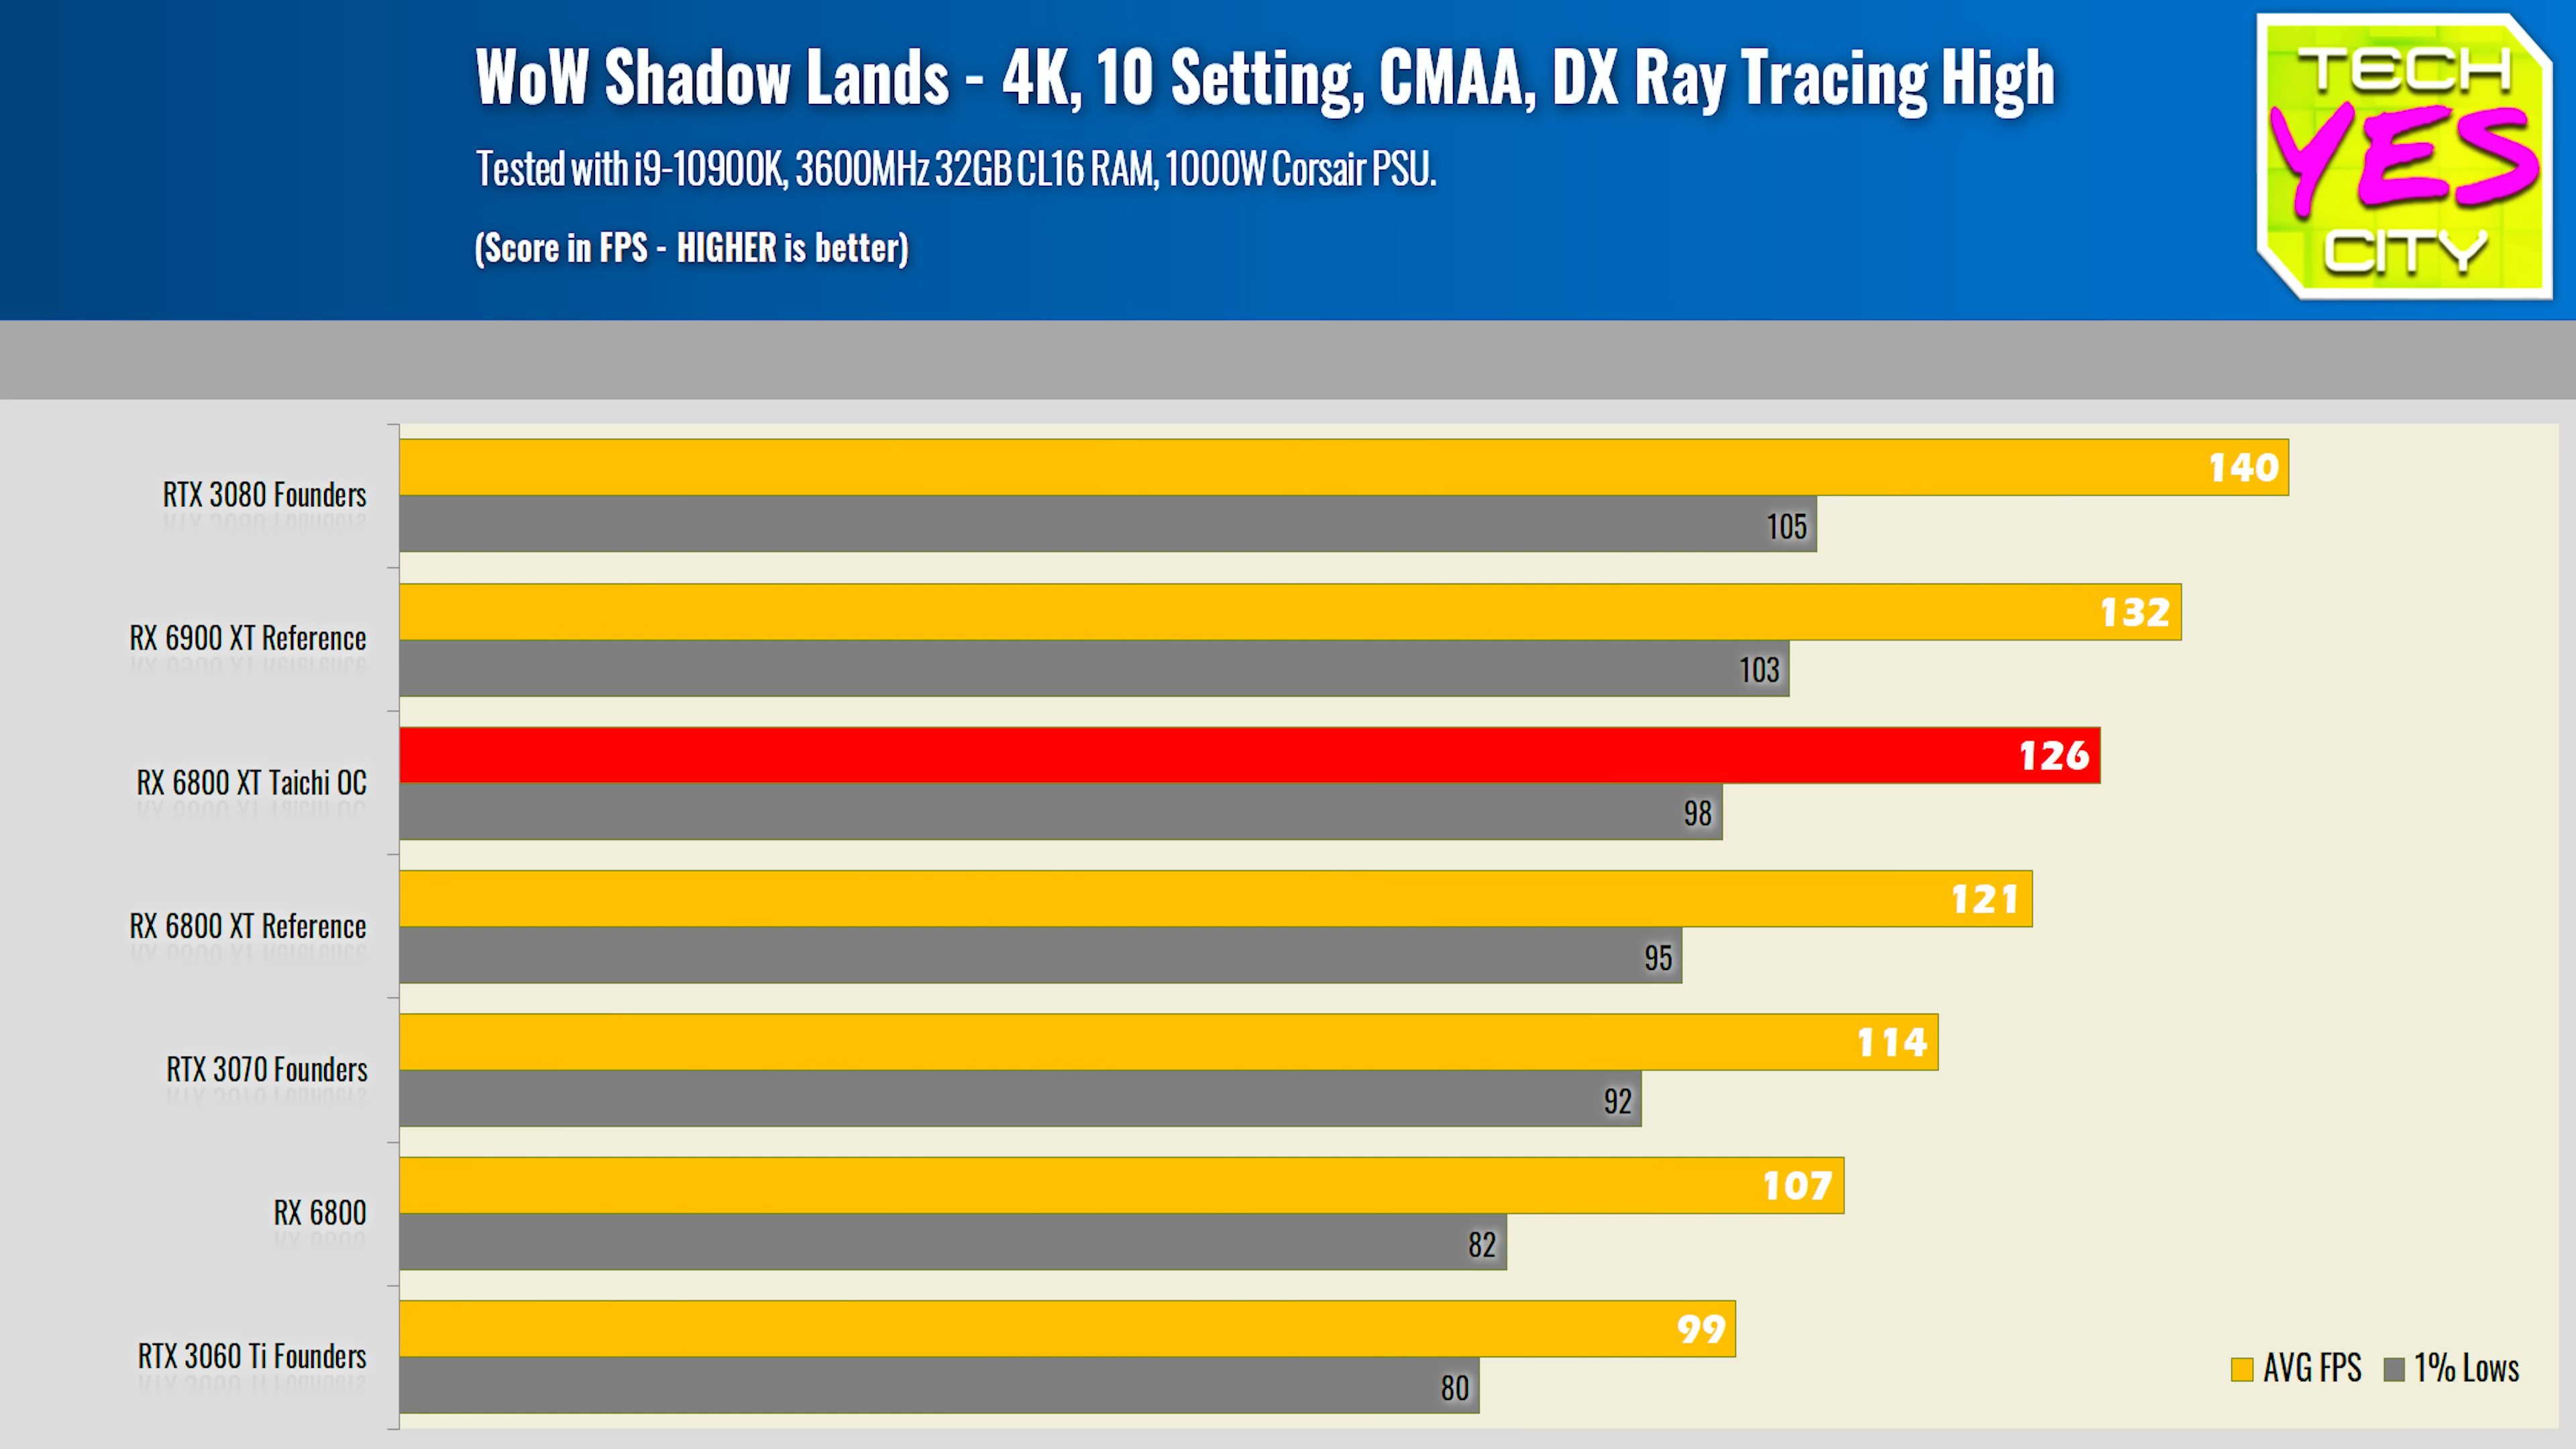 WoW Shadow Lands - 4K, 10 Setting, CMAA, DX Ray Tracing High
Tested with i9-10900K, 3600MHz 32GB CL16 RAM, 1000W Corsair PSU.
(Score in FPS - HIGHER is better)
TECH
YES
CITY
RTX 3080 Founders
140
105
RX 6900 XT Reference
132
103
RX 6800 XT Taichi OC
126
98
RX 6800 XT Reference
121
95
RTX 3070 Founders
114
92
RX 6800
107
82
RTX 3060 Ti Founders
99
80
AVG FPS
1% Lows